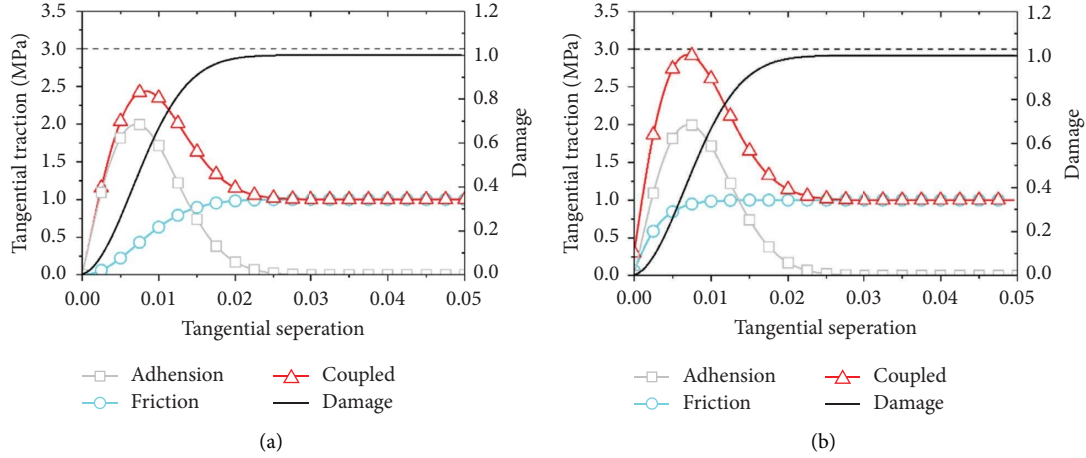 3.5
3.0
2.5
2.0
1.5
1.0
0.5
0.0
Tangential traction (MPa)
1.2
1.0
0.8
0.6
0.4
0.2
0.0
Damage
0.00 0.01 0.02 0.03 0.04 0.05
Tangential seperation
Adhension Coupled
Friction Damage
(a)
3.5
3.0
2.5
2.0
1.5
1.0
0.5
0.0
Tangential traction (MPa)
1.2
1.0
0.8
0.6
0.4
0.2
0.0
Damage
0.00 0.01 0.02 0.03 0.04 0.05
Tangential seperation
Adhension Coupled
Friction Damage
(b)